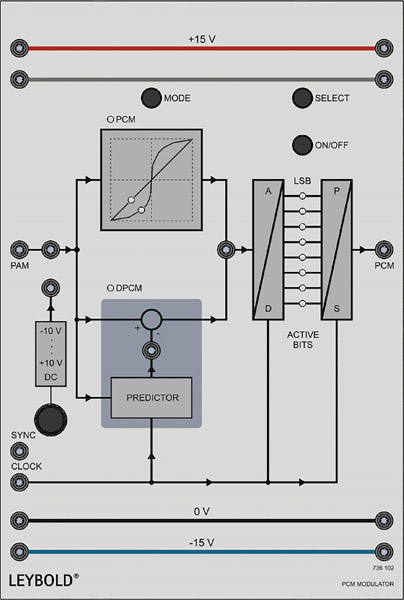 +15 V
MODE
SELECT
PCM
ON/OFF
LSB
A
P
PAM
PCM
DPCM
+
-
-10 V
:
+10 V
DC
D
S
ACTIVE
BITS
PREDICTOR
SYNC
CLOCK
0 V
-15 V
736 102
LEYBOLD®
PCM MODULATOR